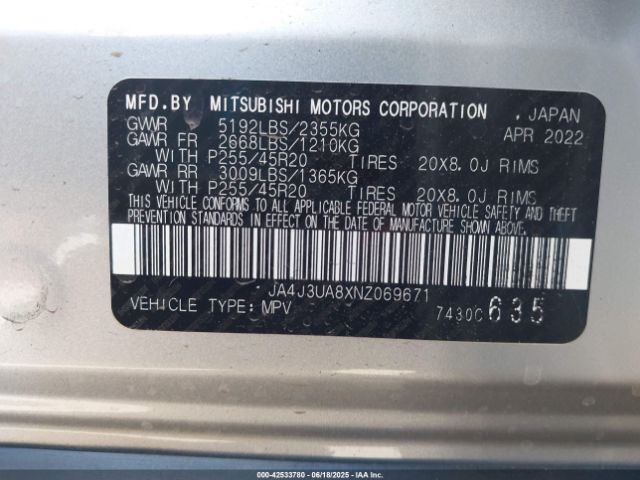 MFD.BY MITSUBISHI MOTORS CORPORATION . JAPAN
GVWR 5192LBS/2355KG APR 2022
GAWR FR 2668LBS/1210KG
WITH P255/45R20 TIRES 20X8.0J RIMS
GAWR RR 3009LBS/1365KG
WITH P255/45R20 TIRES 20X8.0J RIMS
THIS VEHICLE CONFORMS TO ALL APPLICABLE FEDERAL MOTOR VEHICLE SAFETY AND THEFT
PREVENTION STANDARDS IN EFFECT ON THE DATE OF MANUFACTURE SHOWN ABOVE.
JA4J3UA8XNZ069671
VEHICLE TYPE: MPV 7430C 635
000-42533780 - 06/18/2025 - IAA Inc.